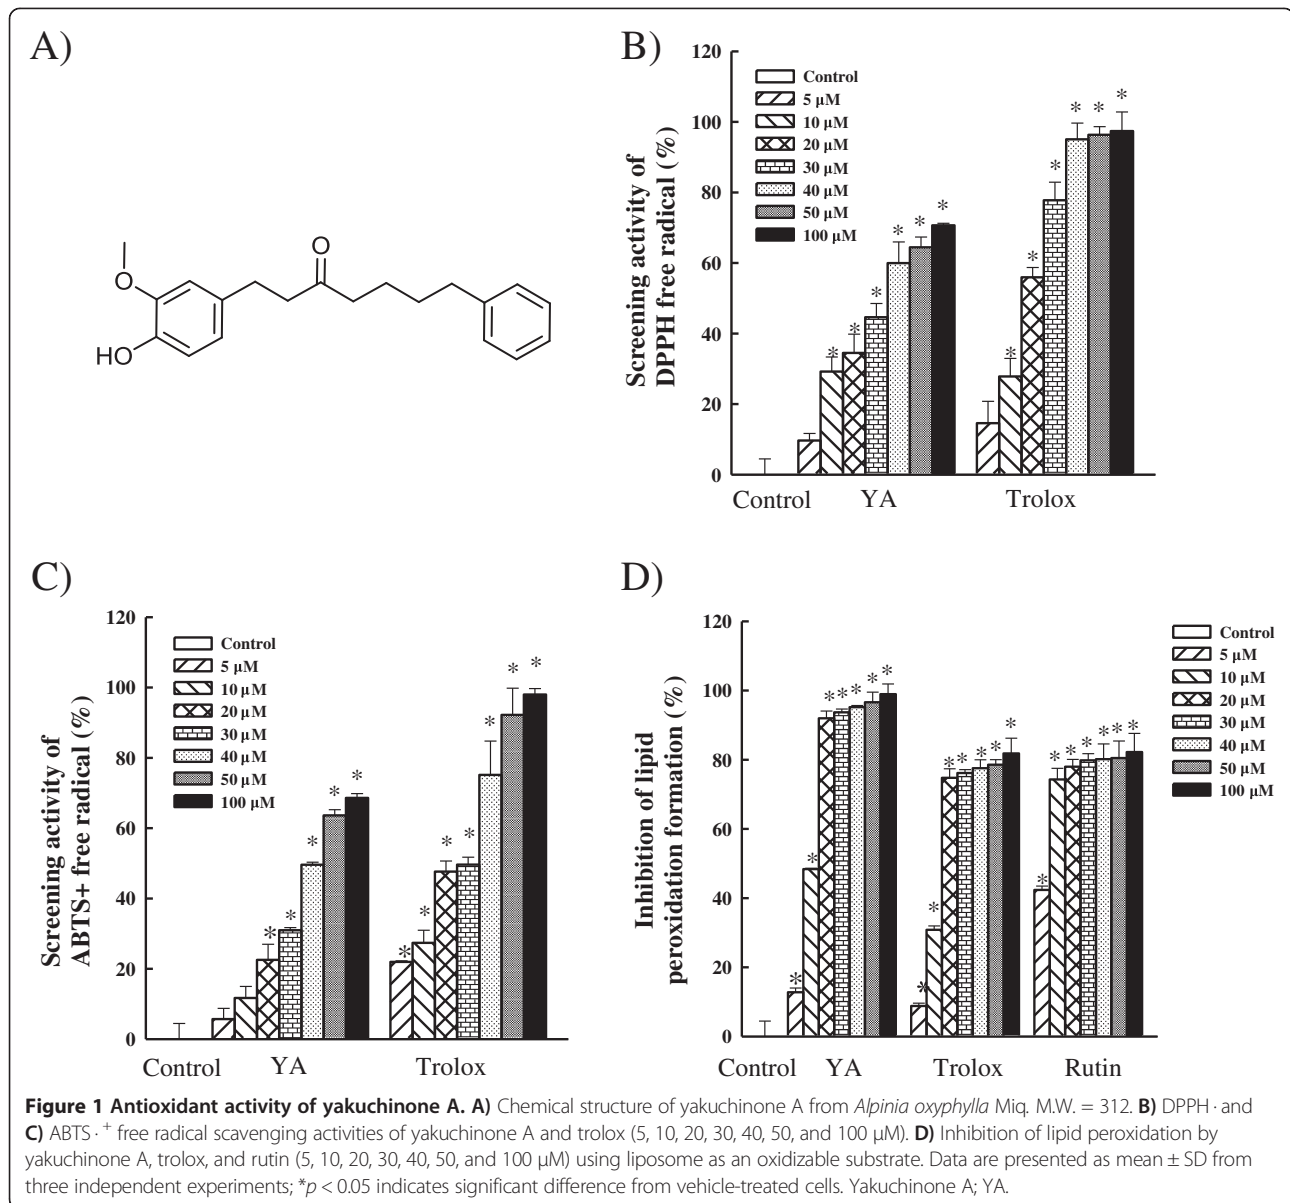 A)
O
O
HO
B)
120
100
80
60
40
20
0
Screening activity of
DPPH free radical (%)
Control
5 µM
10 µM
20 µM
30 µM
40 µM
50 µM
100 µM
* * * * * *
* * * * * *
Control YA Trolox
C)
120
100
80
60
40
20
0
Screening activity of
ABTS+ free radical (%)
Control
5 µM
10 µM
20 µM
30 µM
40 µM
50 µM
100 µM
* * * * *
* * * * * * *
Control YA Trolox
D)
120
100
80
60
40
20
0
Inhibition of lipid
peroxidation formation (%)
Control
5 µM
10 µM
20 µM
30 µM
40 µM
50 µM
100 µM
* * * * * * *
* * * * * * *
* * * * * * *
Control YA Trolox Rutin
Figure 1 Antioxidant activity of yakuchinone A. A) Chemical structure of yakuchinone A from Alpinia oxyphylla Miq. M.W. = 312. B) DPPH · and
C) ABTS · + free radical scavenging activities of yakuchinone A and trolox (5, 10, 20, 30, 40, 50, and 100 µM). D) Inhibition of lipid peroxidation by
yakuchinone A, trolox, and rutin (5, 10, 20, 30, 40, 50, and 100 µM) using liposome as an oxidizable substrate. Data are presented as mean ± SD from
three independent experiments; *p < 0.05 indicates significant difference from vehicle-treated cells. Yakuchinone A; YA.